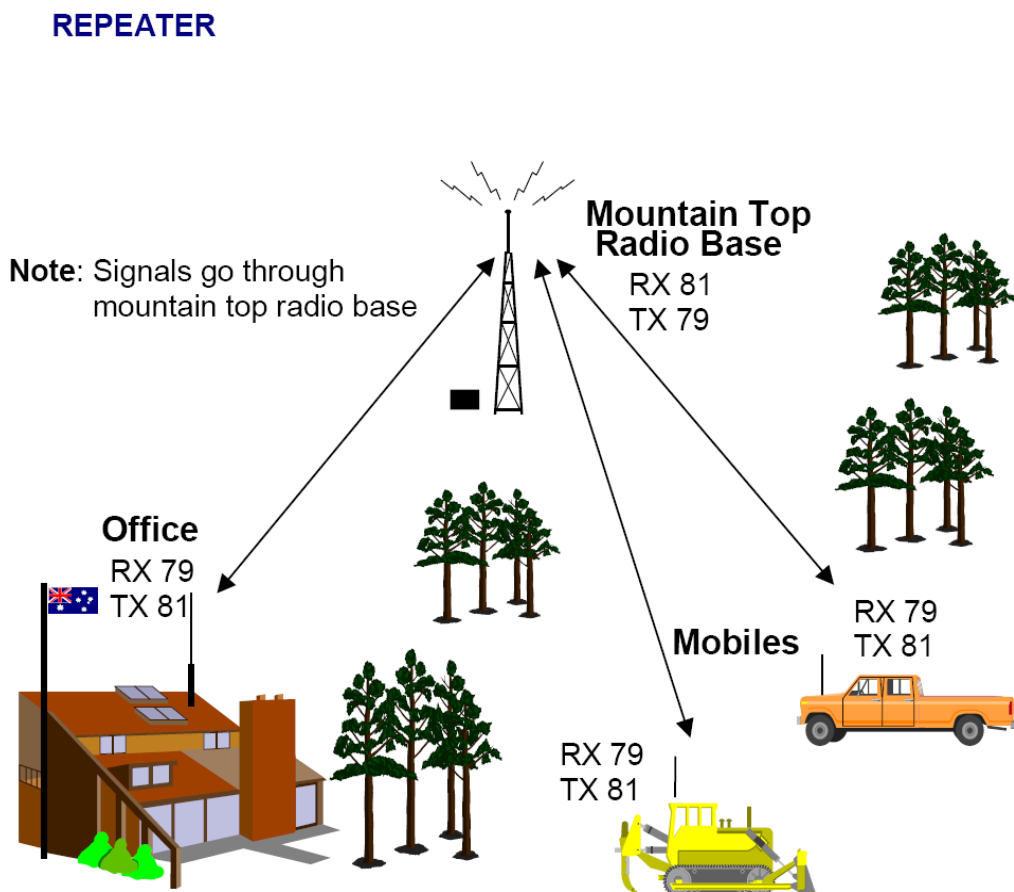 REPEATER
Mountain Top
Radio Base
RX 81
TX 79
Note: Signals go through
mountain top radio base
Office
RX 79
TX 81
Mobiles
RX 79
TX 81
RX 79
TX 81